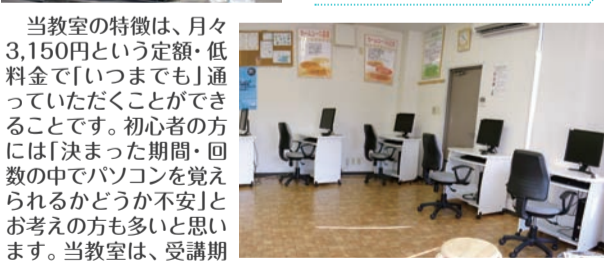 当教室の特徴は、月々
3,150円という定額・低
料金で「いつまでも」通
っていただくことができ
ることです。初心者の方
には「決まった期間・回
数の中でパソコンを覚え
られるかどうか不安」と
お考えの方も多いと思い
ます。当教室は、受講期